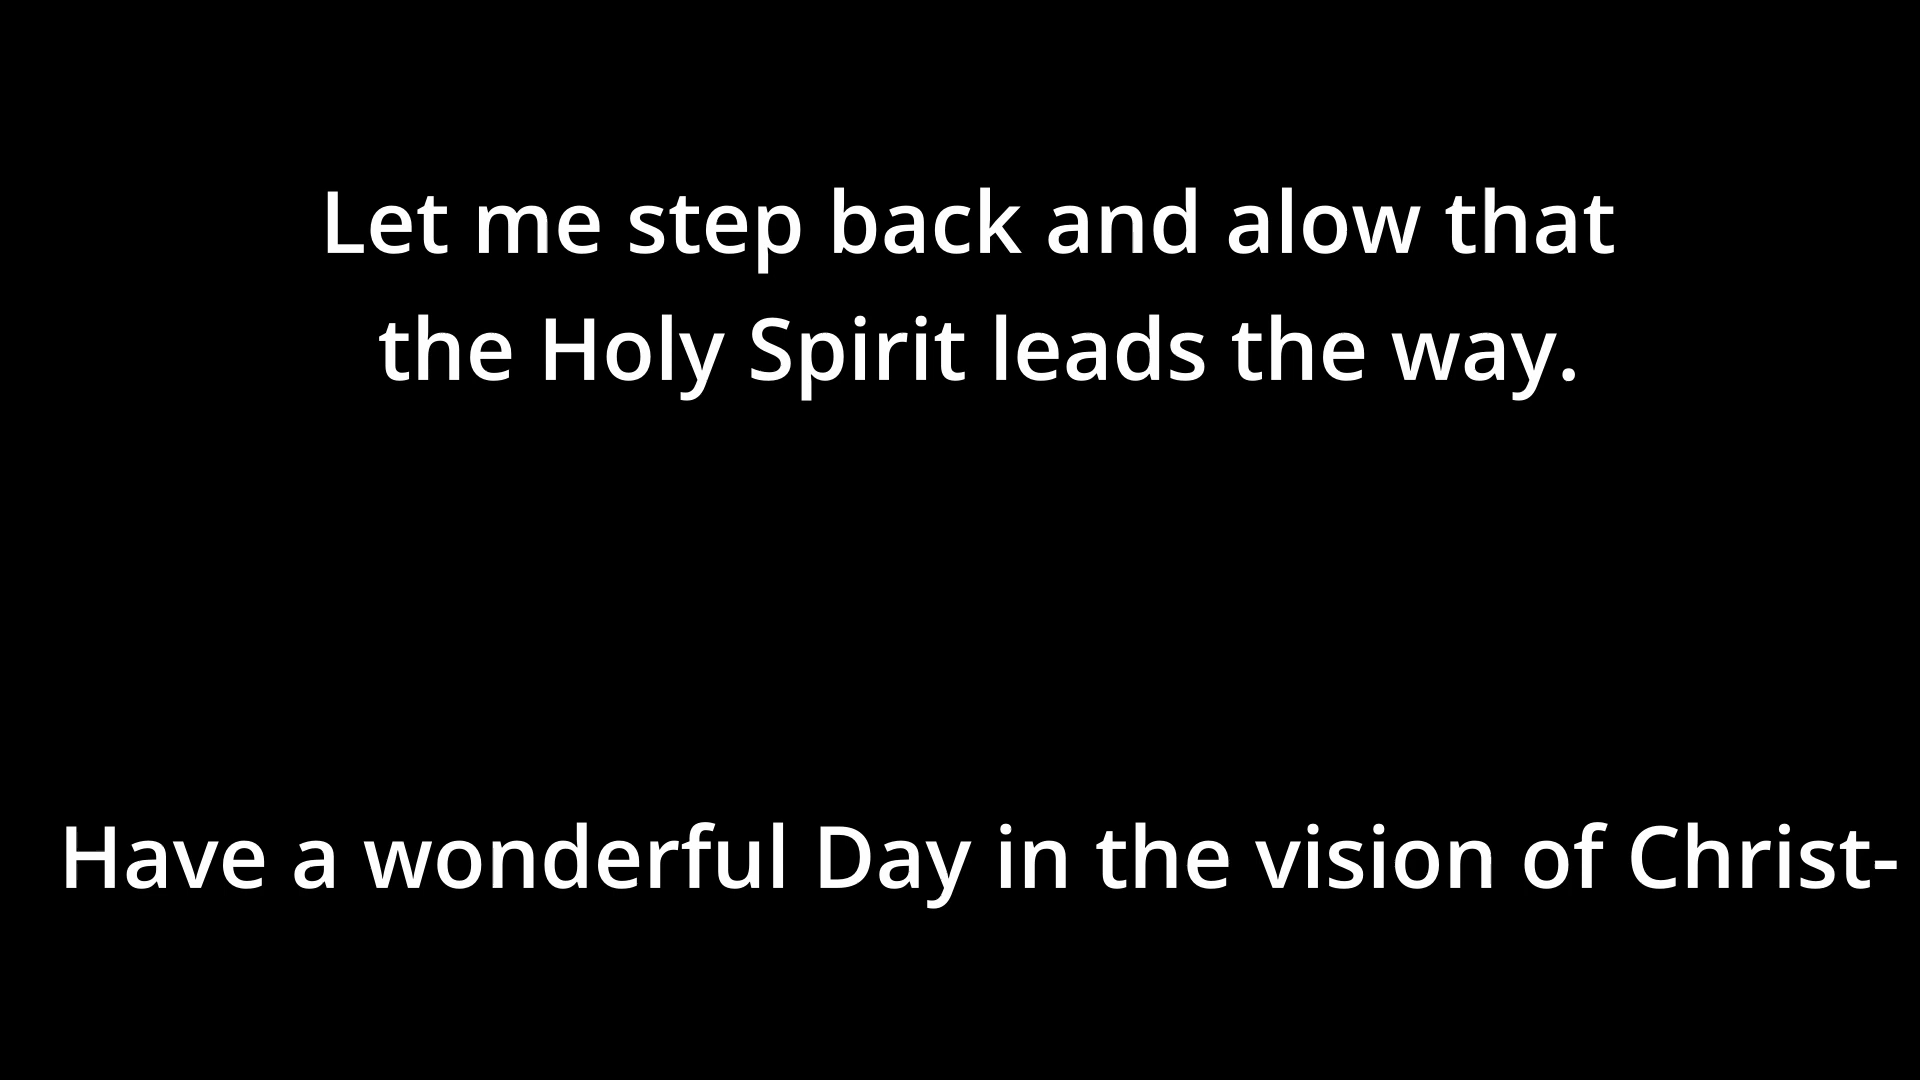 Let me step back and alow that
the Holy Spirit leads the way.
Have a wonderful Day in the vision of Christ-